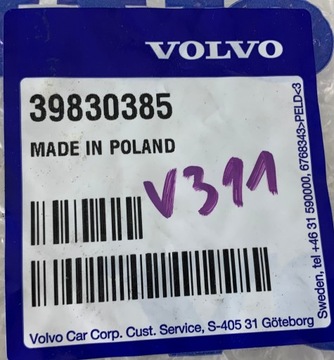 VOLVO
39830385
MADE IN POLAND
V311
Volvo Car Corp. Cust. Service, S-405 31 Göteborg
Sweden, tel +46 31 590000, 6768343>PELD<3